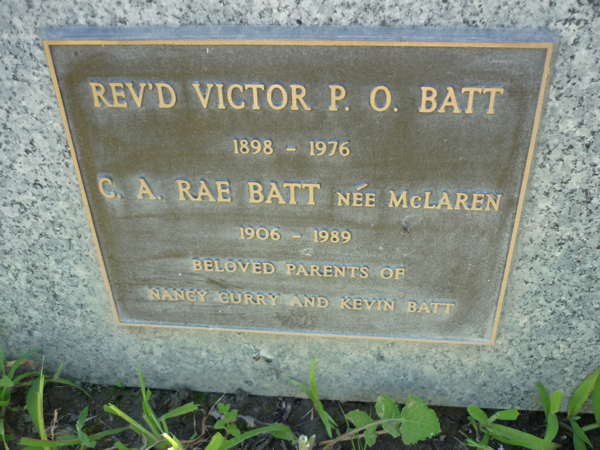 REV'D VICTOR P. O. BATT
1898 - 1976
C. A. RAE BATT NÉE McLAREN
1906 - 1989
BELOVED PARENTS OF
NANCY CURRY AND KEVIN BATT